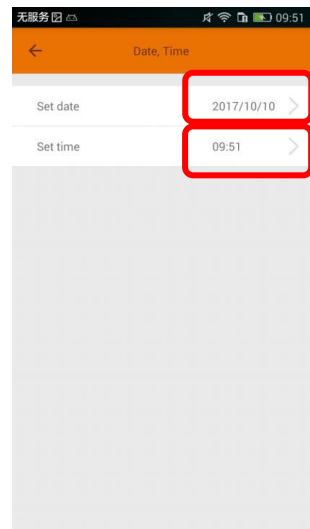 无服务 09:51
Date, Time
Set date 2017/10/10
Set time 09:51